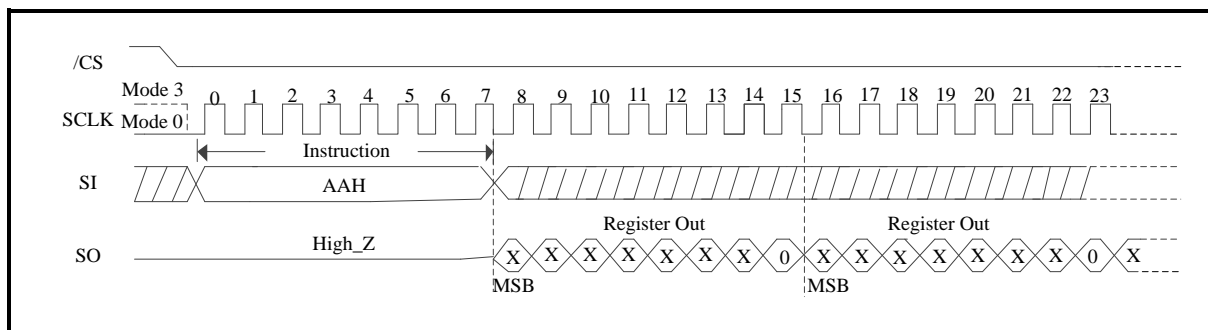 /CS
Mode 3
0 1 2 3 4 5 6 7 8 9 10 11 12 13 14 15 16 17 18 19 20 21 22 23
SCLK Mode 0
Instruction
SI AAH
Register Out Register Out
SO High_Z X X X X X X X 0 X X X X X X X 0 X
MSB MSB